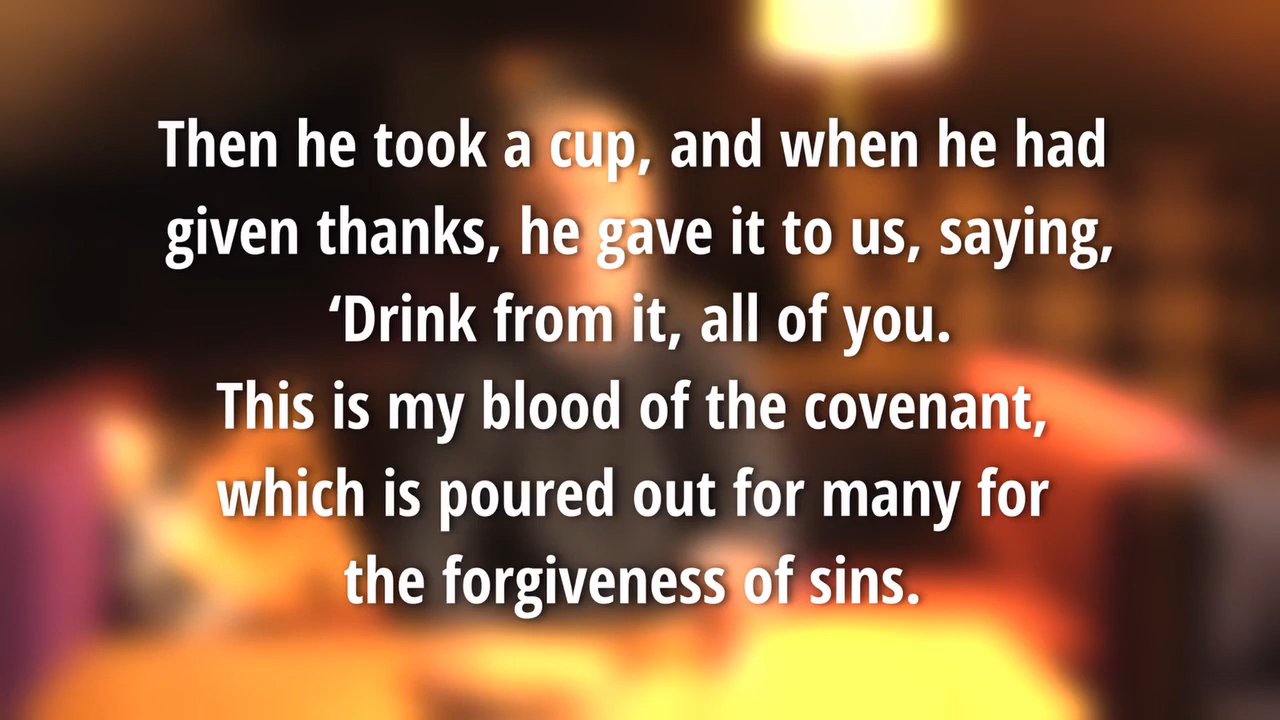 Then he took a cup, and when he had
given thanks, he gave it to us, saying,
‘Drink from it, all of you.
This is my blood of the covenant,
which is poured out for many for
the forgiveness of sins.